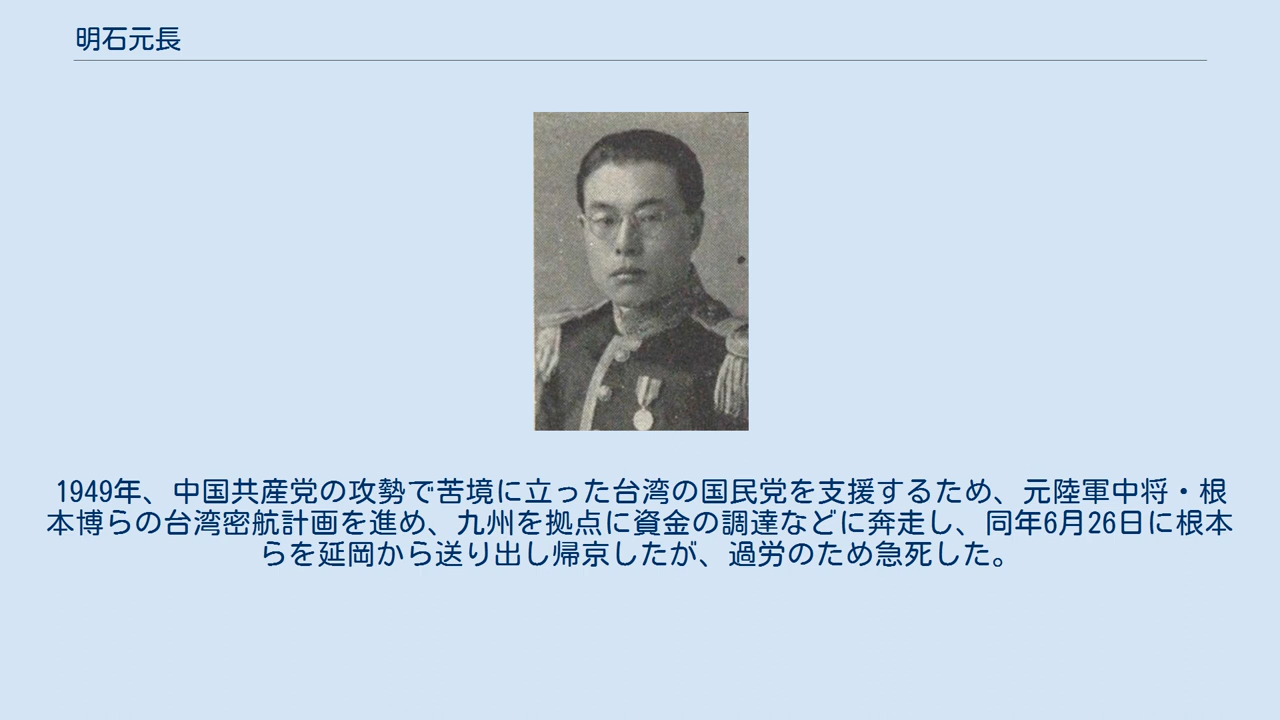 明石元長
1949年、中国共産党の攻勢で苦境に立った台湾の国民党を支援するため、元陸軍中将・根
本博らの台湾密航計画を進め、九州を拠点に資金の調達などに奔走し、同年6月26日に根本
らを延岡から送り出し帰京したが、過労のため急死した。